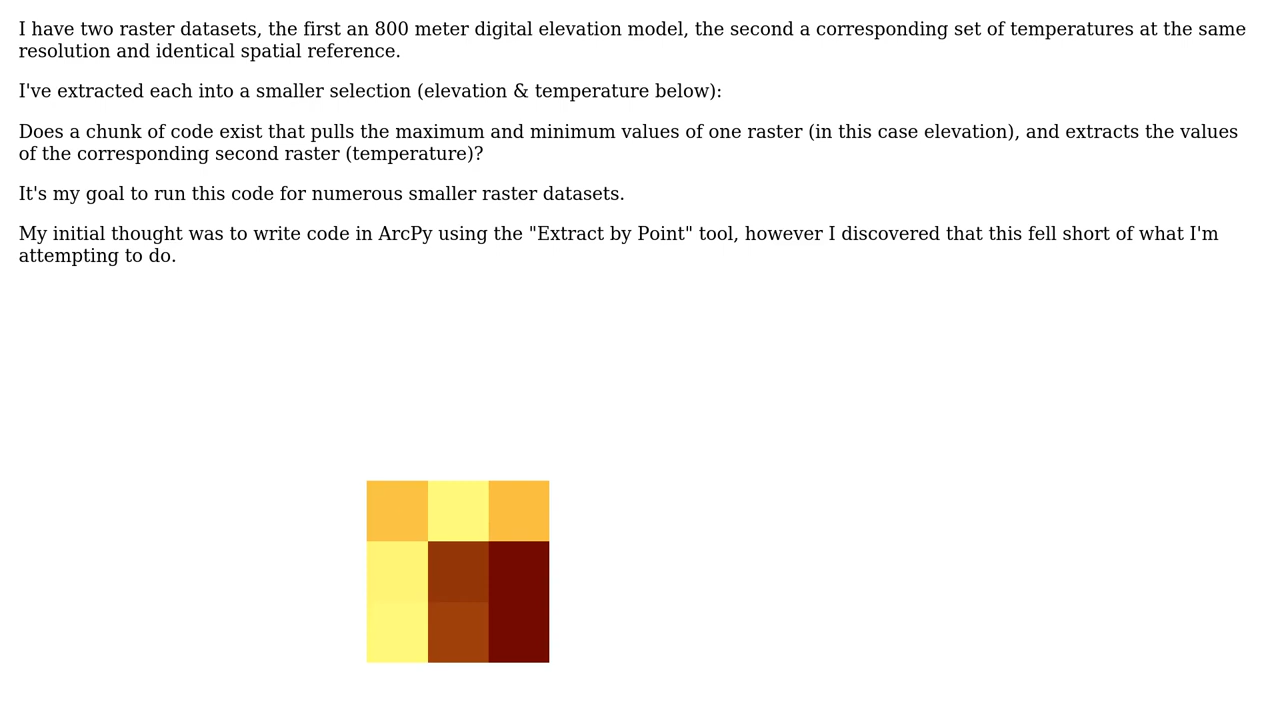 I have two raster datasets, the first an 800 meter digital elevation model, the second a corresponding set of temperatures at the same
resolution and identical spatial reference.
I've extracted each into a smaller selection (elevation & temperature below):
Does a chunk of code exist that pulls the maximum and minimum values of one raster (in this case elevation), and extracts the values
of the corresponding second raster (temperature)?
It's my goal to run this code for numerous smaller raster datasets.
My initial thought was to write code in ArcPy using the "Extract by Point" tool, however I discovered that this fell short of what I'm
attempting to do.